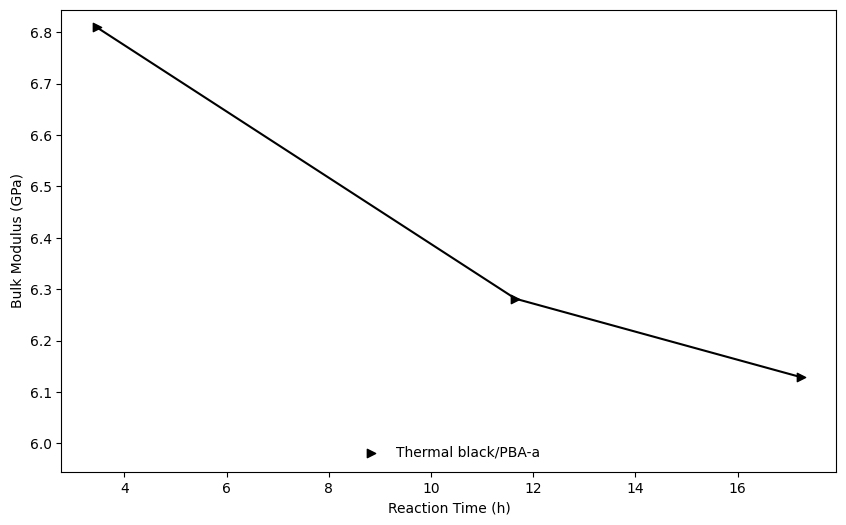 6.8
6.7
6.6
6.5
6.4
6.3
6.2
6.1
6.0
Bulk Modulus (GPa)
Thermal black/PBA-a
4 6 8 10 12 14 16
Reaction Time (h)